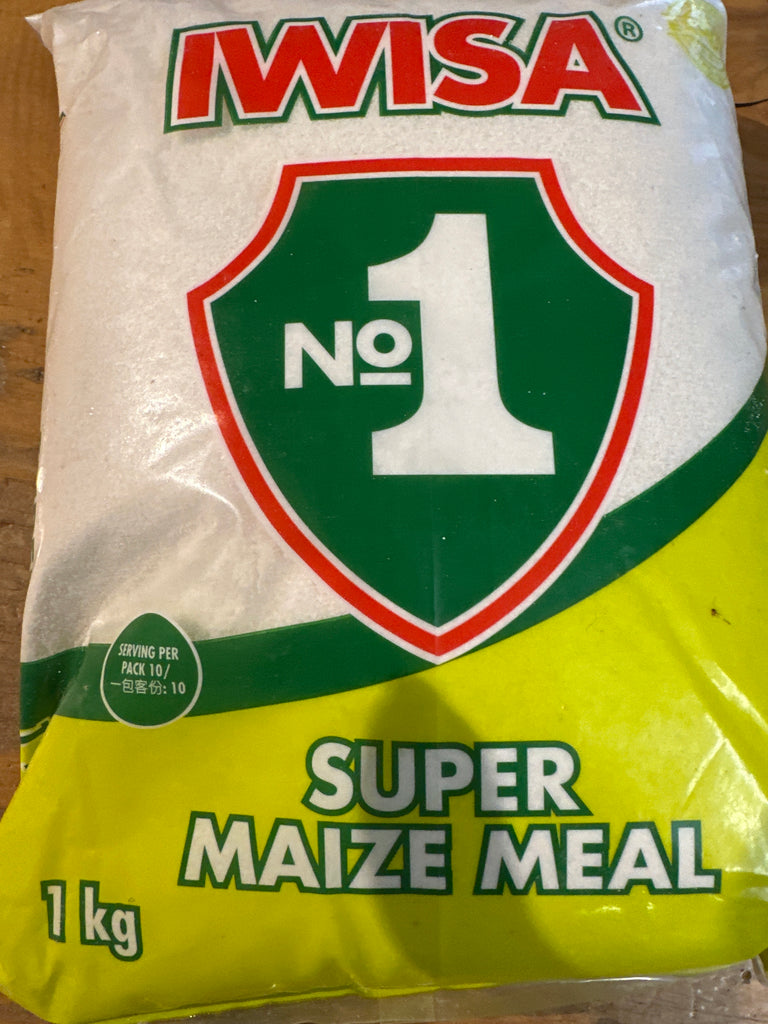 IWISA®
No 1
SERVING PER
PACK 10/
一包客份: 10
SUPER
MAIZE MEAL
1 kg